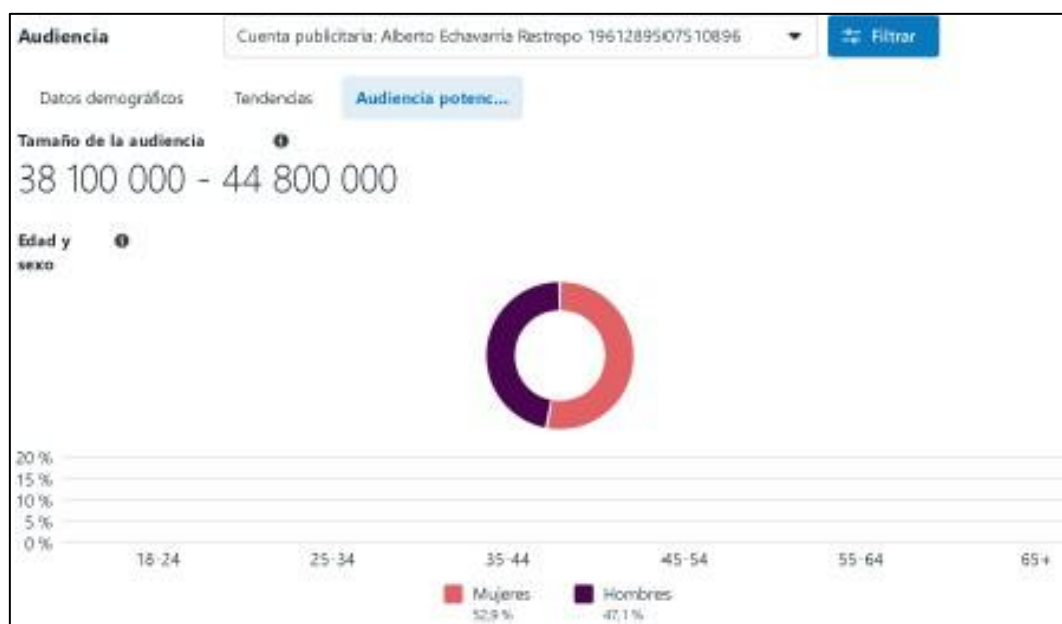 Audiencia
Cuenta publicitaria: Alberto Echavarria Restrepo 1961289507510896
Filtrar
Datos demográficos Tendencias Audiencia potenc...
Tamaño de la audiencia
38 100 000 - 44 800 000
Edad y
sexo
20 %
15 %
10 %
5 %
0 %
18-24 25-34 35-44 45-54 55-64 65+
Mujeres Hombres
52,9 % 47,1 %